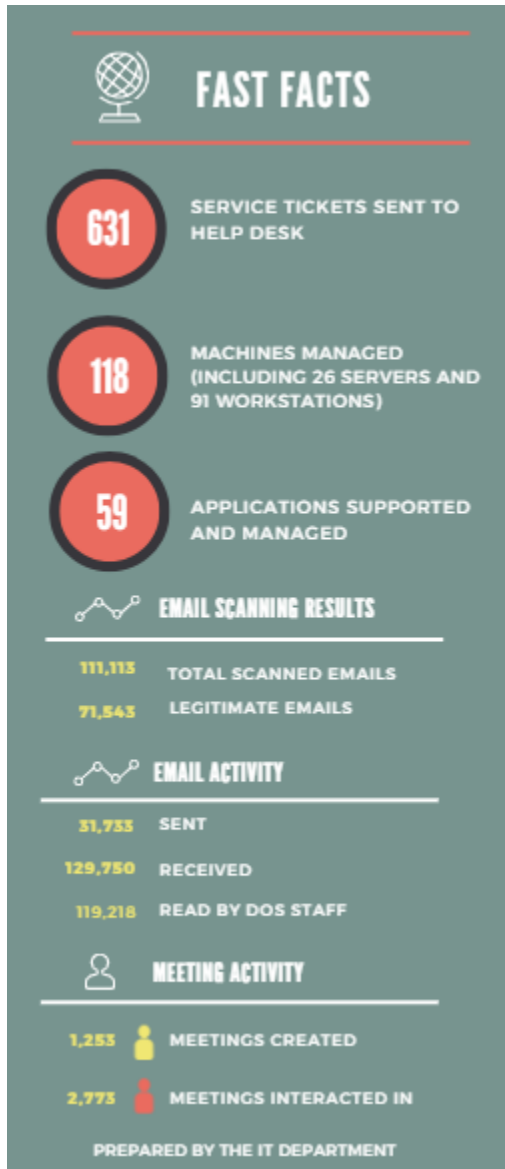 FAST FACTS
631
SERVICE TICKETS SENT TO
HELP DESK
118
MACHINES MANAGED
(INCLUDING 26 SERVERS AND
91 WORKSTATIONS)
59
APPLICATIONS SUPPORTED
AND MANAGED
EMAIL SCANNING RESULTS
111,113 TOTAL SCANNED EMAILS
71,543 LEGITIMATE EMAILS
EMAIL ACTIVITY
31,733 SENT
129,750 RECEIVED
119,218 READ BY DOS STAFF
MEETING ACTIVITY
1,253 MEETINGS CREATED
2,773 MEETINGS INTERACTED IN
PREPARED BY THE IT DEPARTMENT